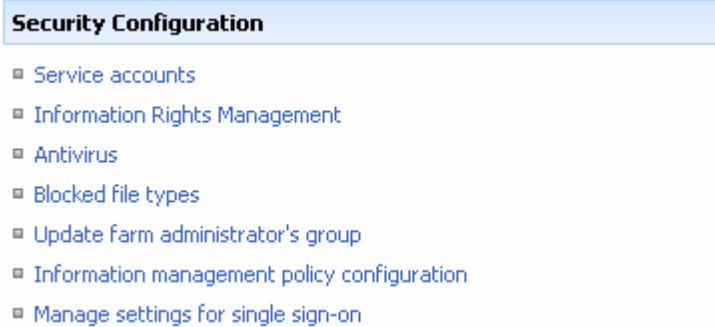 Security Configuration
Service accounts
Information Rights Management
Antivirus
Blocked file types
Update farm administrator's group
Information management policy configuration
Manage settings for single sign-on